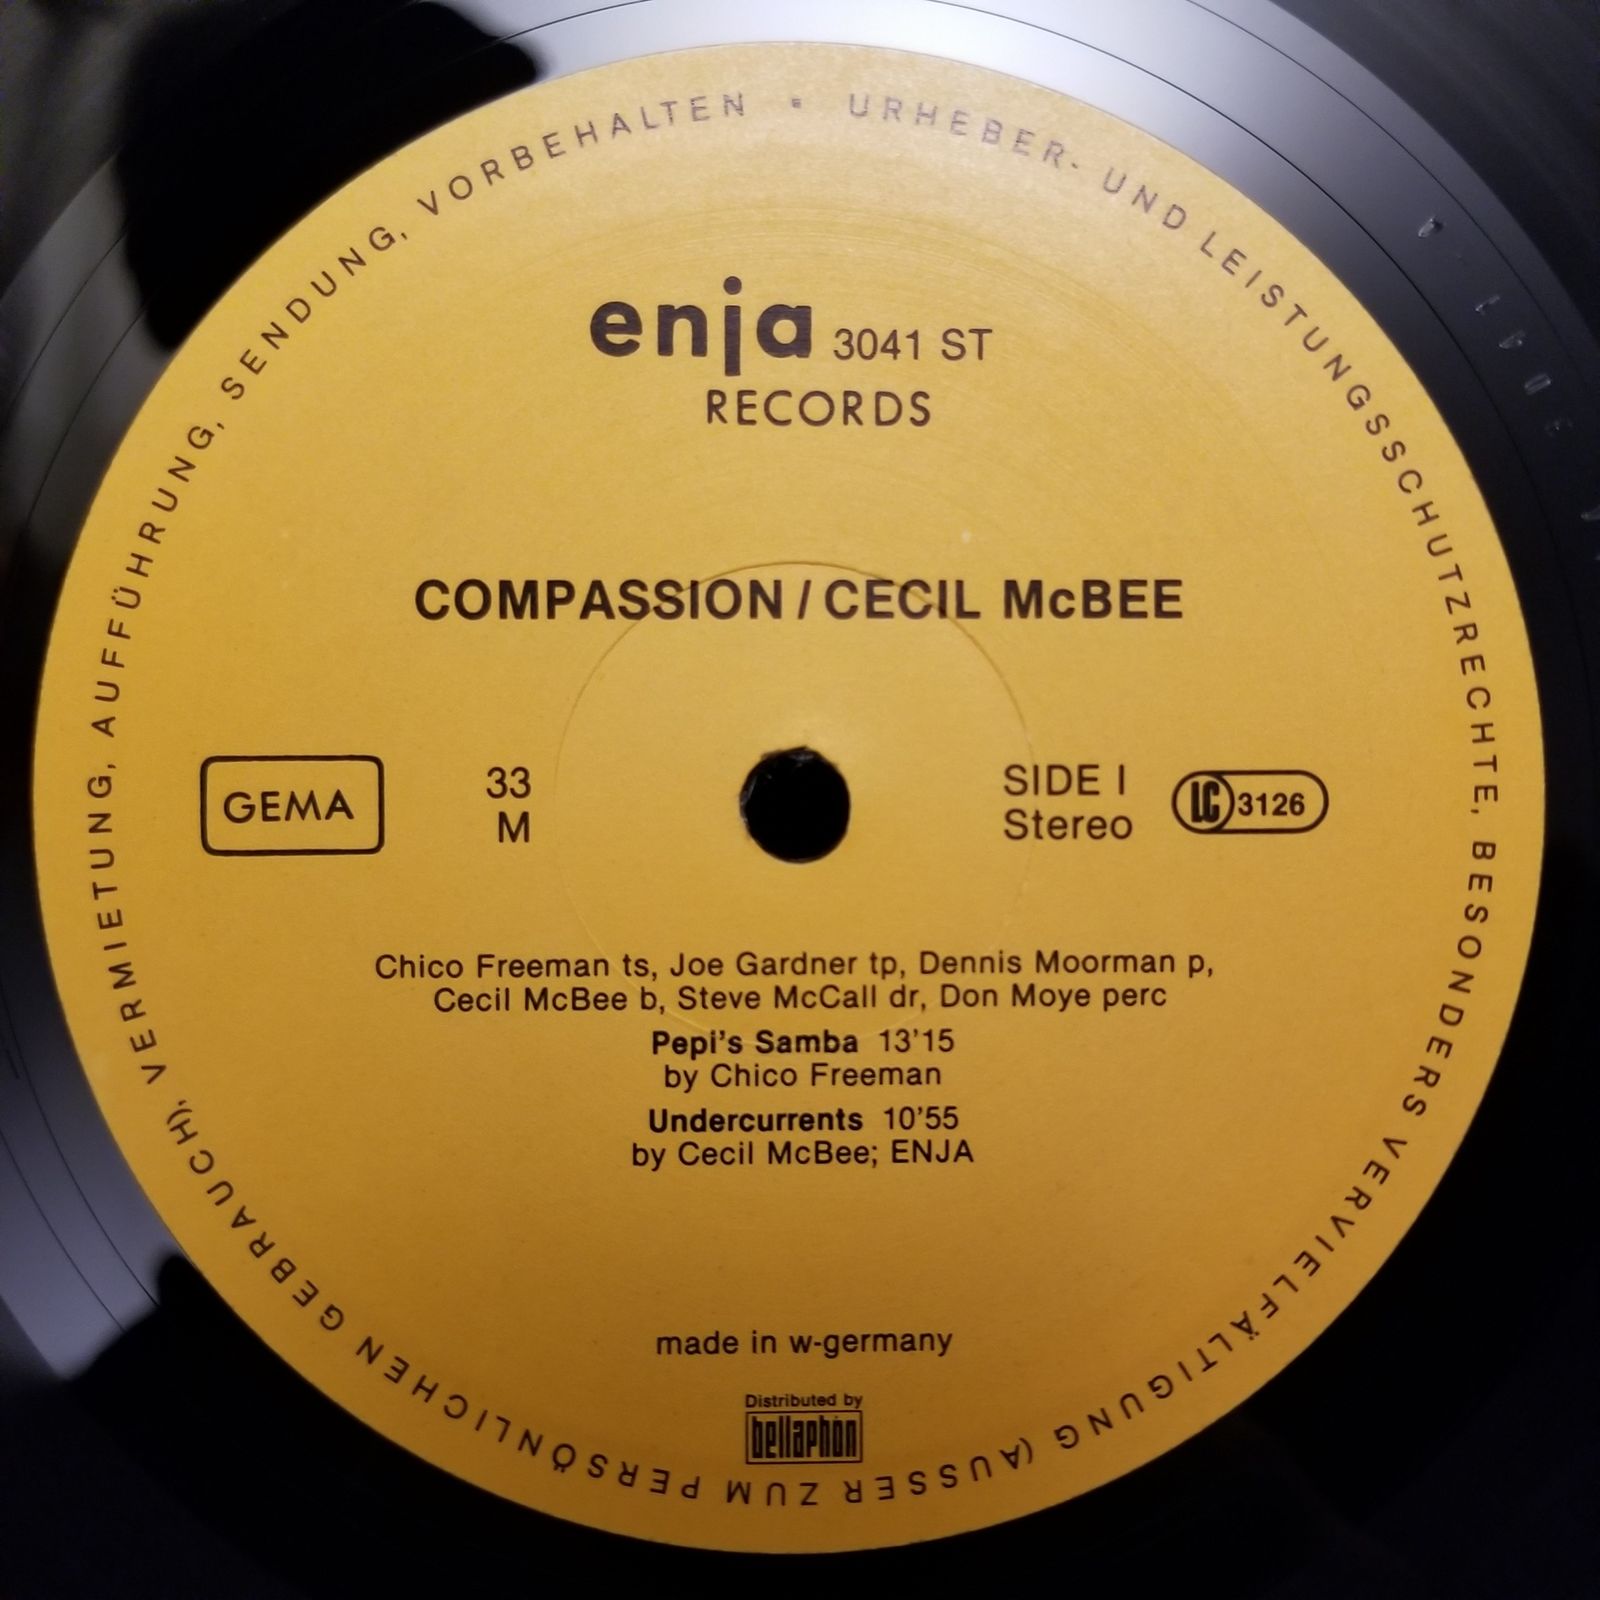 URHEBER- UND LEISTUNGSSCHUTZRECHTE, BESONDERS VERVIELFÄLTIGUNG (AUSSER ZUM PERSÖNLICHEN GEBRAUCH), VERMIETUNG, AUFFÜHRUNG, SENDUNG, VORBEHALTEN •
enja 3041 ST
RECORDS
COMPASSION / CECIL McBEE
GEMA
33
M
SIDE I
Stereo
LC 3126
Chico Freeman ts, Joe Gardner tp, Dennis Moorman p,
Cecil McBee b, Steve McCall dr, Don Moye perc
Pepi's Samba 13'15
by Chico Freeman
Undercurrents 10'55
by Cecil McBee; ENJA
made in w-germany
Distributed by
bellaphon